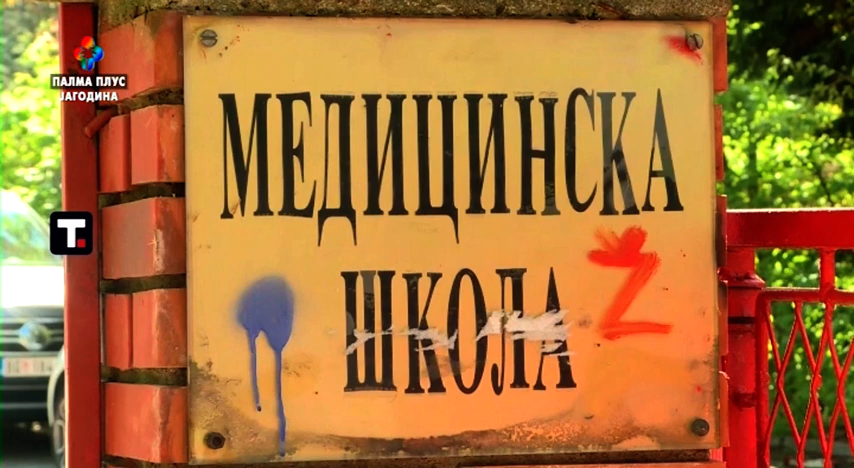 ПАЛМА ПЛУС
ЈАГОДИНА
Т.
МЕДИЦИНСКА
ШКОЛА
Ž